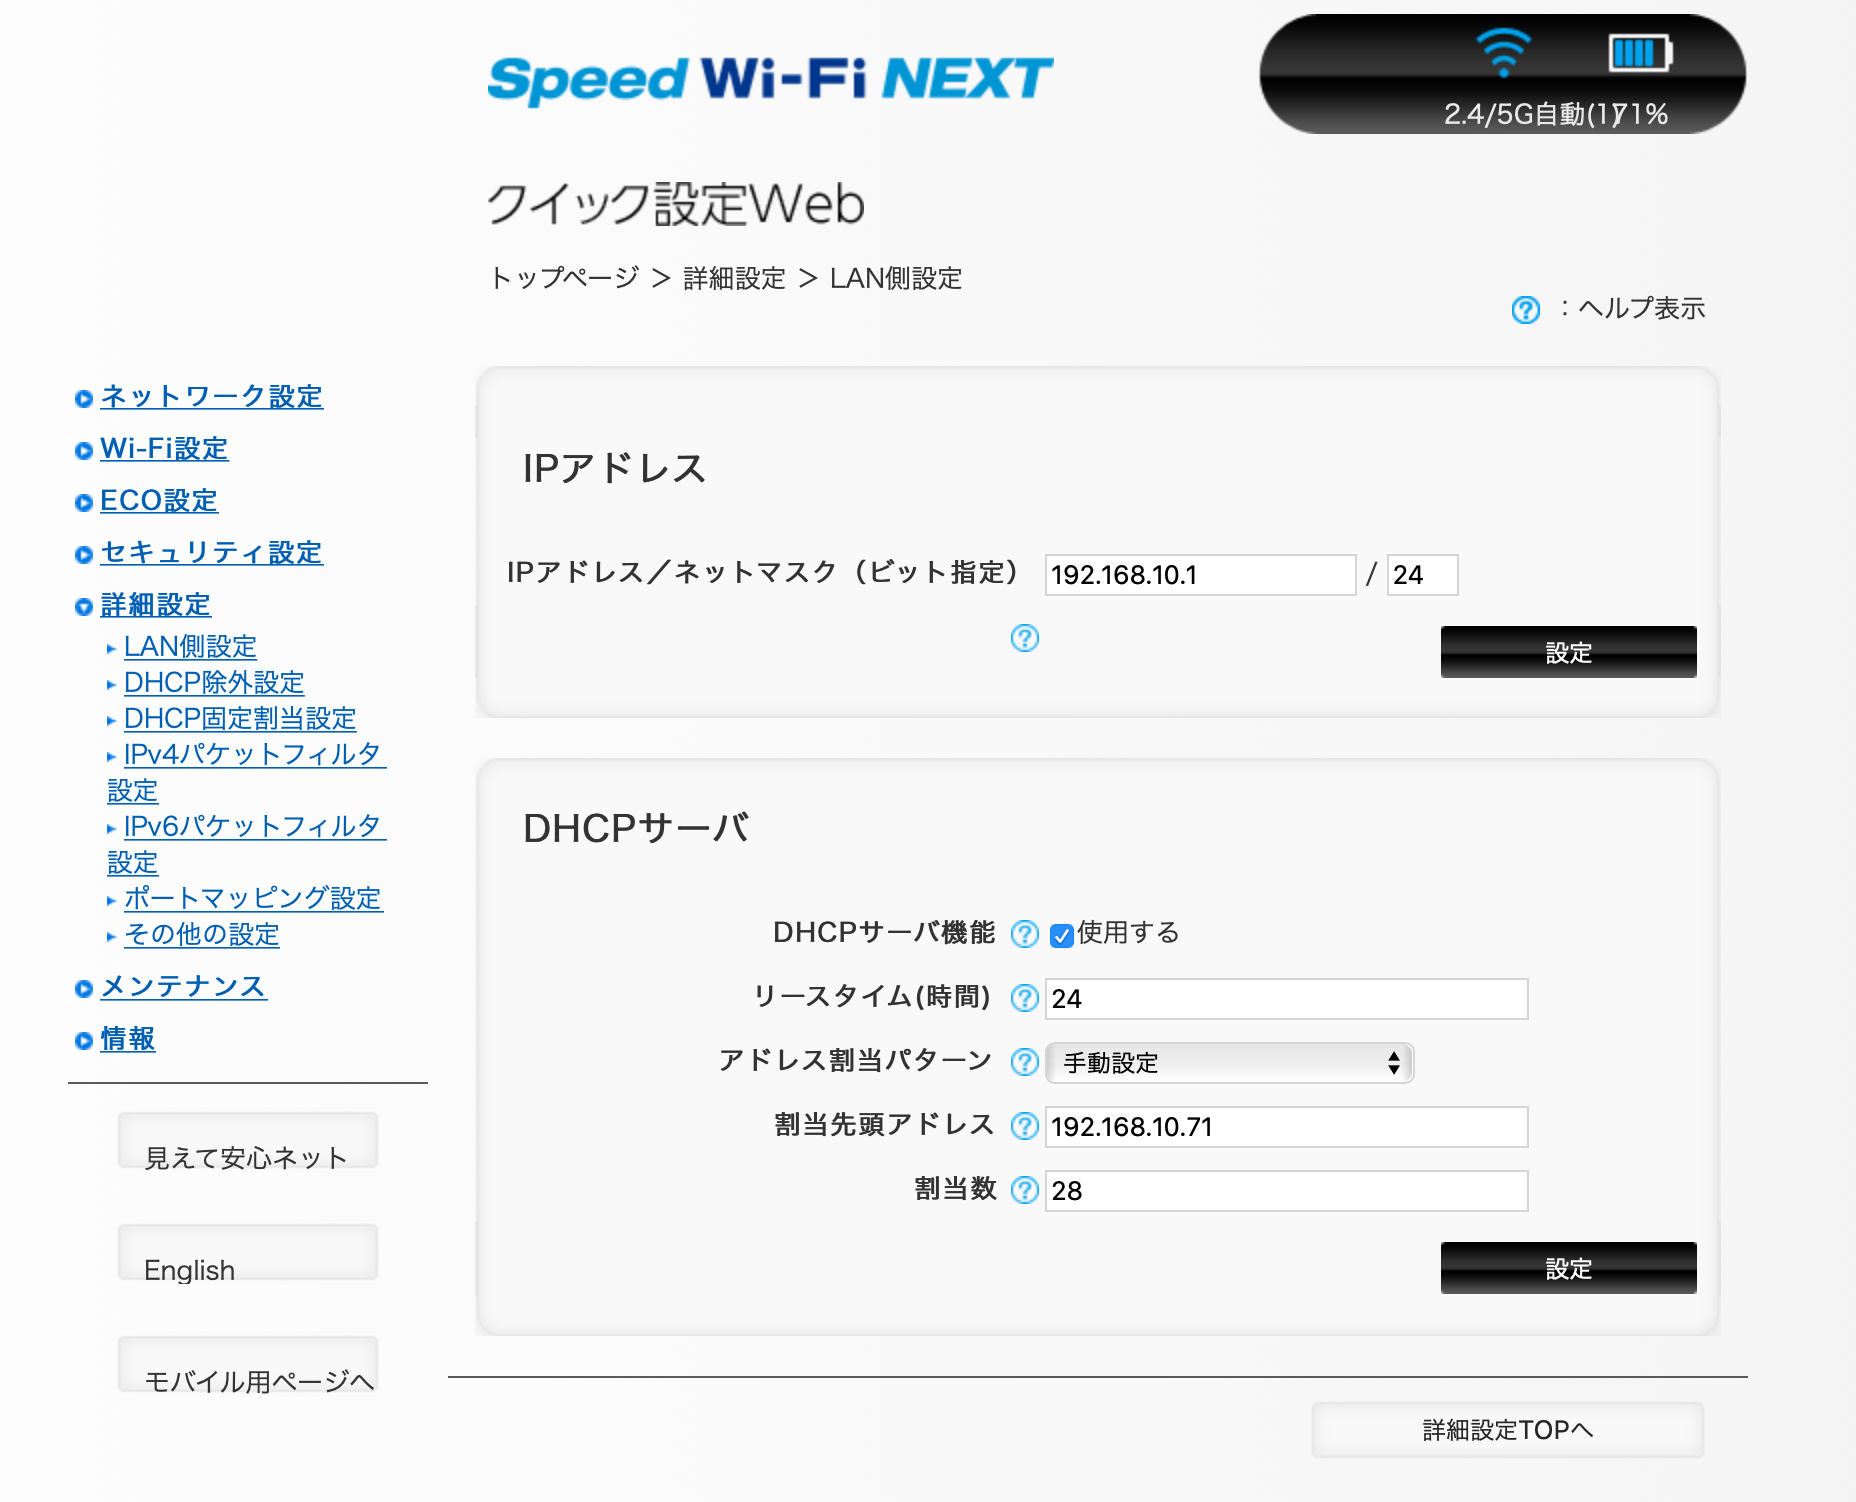 Speed Wi-Fi NEXT
2.4/5G自動(1)
71%
クイック設定Web
トップページ ＞ 詳細設定 ＞ LAN側設定
：ヘルプ表示
ネットワーク設定
Wi-Fi設定
ECO設定
セキュリティ設定
詳細設定
LAN側設定
DHCP除外設定
DHCP固定割当設定
IPv4パケットフィルタ
設定
IPv6パケットフィルタ
設定
ポートマッピング設定
その他の設定
メンテナンス
情報
見えて安心ネット
English
モバイル用ページへ
IPアドレス
IPアドレス／ネットマスク（ビット指定） 192.168.10.1 / 24
設定
DHCPサーバ
DHCPサーバ機能 使用する
リースタイム(時間) 24
アドレス割当パターン 手動設定
割当先頭アドレス 192.168.10.71
割当数 28
設定
詳細設定TOPへ